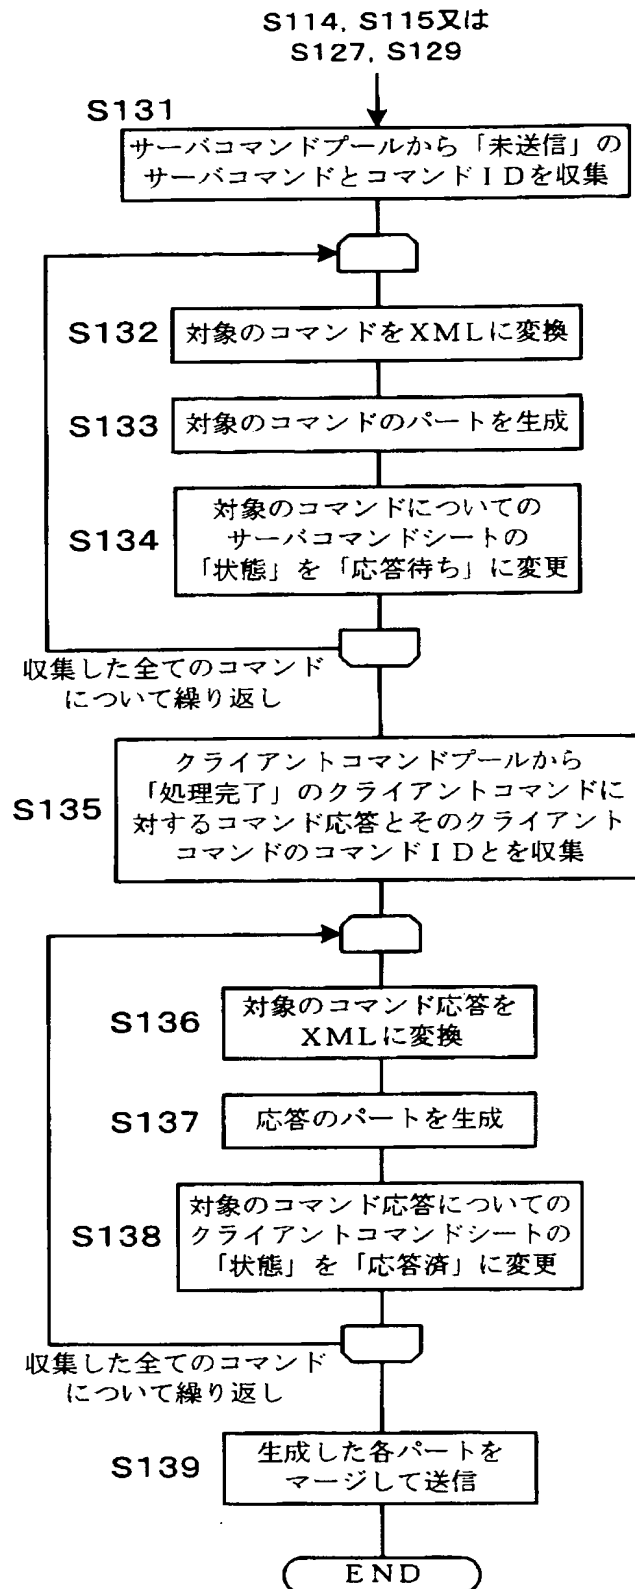 S114, S115又は
S127, S129
S131
サーバコマンドプールから「未送信」の
サーバコマンドとコマンドＩＤを収集
S132
対象のコマンドをXMLに変換
S133
対象のコマンドのパートを生成
S134
対象のコマンドについての
サーバコマンドシートの
「状態」を「応答待ち」に変更
収集した全てのコマンド
について繰り返し
S135
クライアントコマンドプールから
「処理完了」のクライアントコマンドに
対するコマンド応答とそのクライアント
コマンドのコマンドＩＤとを収集
S136
対象のコマンド応答を
XMLに変換
S137
応答のパートを生成
S138
対象のコマンド応答についての
クライアントコマンドシートの
「状態」を「応答済」に変更
収集した全てのコマンド
について繰り返し
S139
生成した各パートを
マージして送信
END